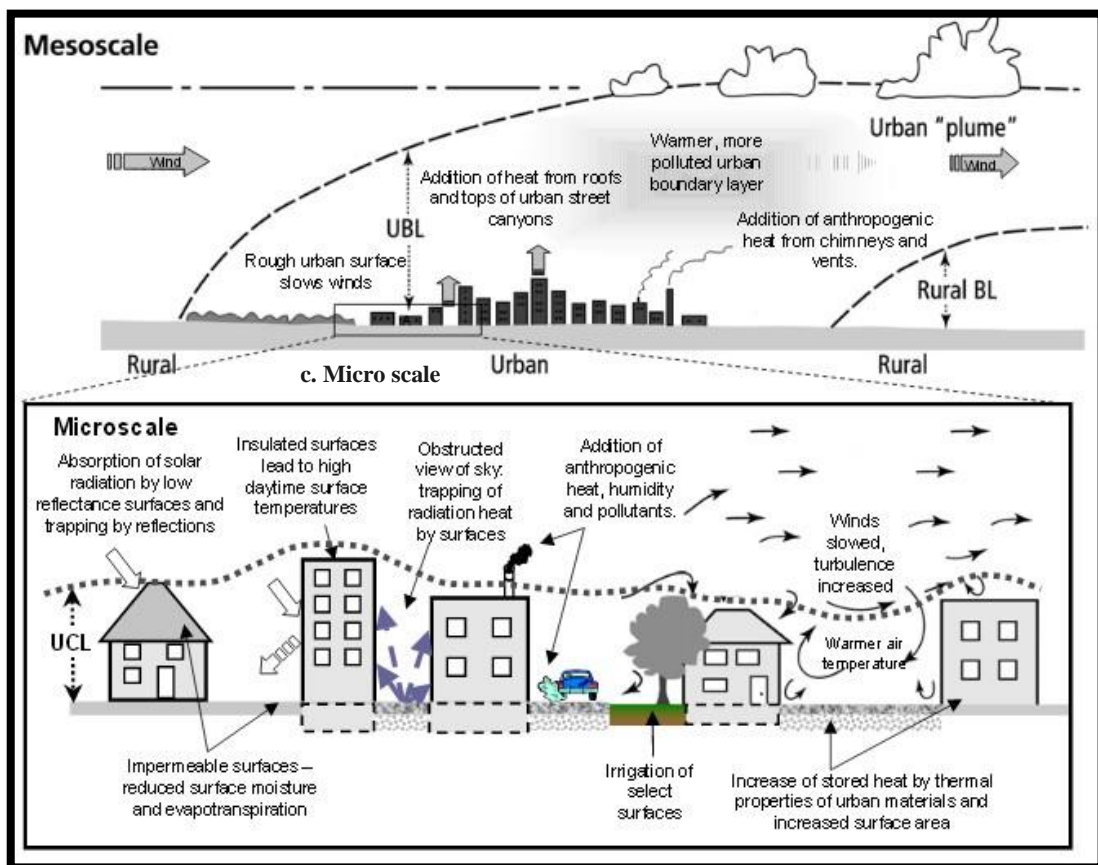 Mesoscale
Wind
Addition of heat from roofs
and tops of urban street
canyons
Warmer, more
polluted urban
boundary layer
Urban "plume"
Wind
UBL
Rough urban surface
slows winds
Addition of anthropogenic
heat from chimneys and
vents.
Rural BL
Rural
c. Micro scale
Urban
Rural
Microscale
Absorption of solar
radiation by low
reflectance surfaces and
trapping by reflections
Insulated surfaces
lead to high
daytime surface
temperatures
Obstructed
view of sky:
trapping of
radiation heat
by surfaces
Addition of
anthropogenic
heat, humidity
and pollutants.
Winds
slowed,
turbulence
increased
UCL
Warmer air
temperature
Impermeable surfaces –
reduced surface moisture
and evapotranspiration
Irrigation of
select
surfaces
Increase of stored heat by thermal
properties of urban materials and
increased surface area